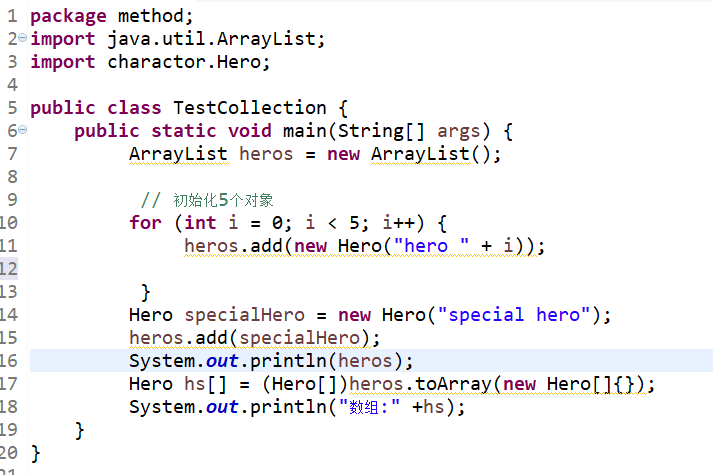 1 package method;
2 import java.util.ArrayList;
3 import charactor.Hero;
4
5 public class TestCollection {
6     public static void main(String[] args) {
7         ArrayList heros = new ArrayList();
8
9          // 初始化5个对象
10         for (int i = 0; i < 5; i++) {
11             heros.add(new Hero("hero " + i));
12
13          }
14         Hero specialHero = new Hero("special hero");
15         heros.add(specialHero);
16         System.out.println(heros);
17         Hero hs[] = (Hero[])heros.toArray(new Hero[]{});
18         System.out.println("数组:" +hs);
19     }
20 }